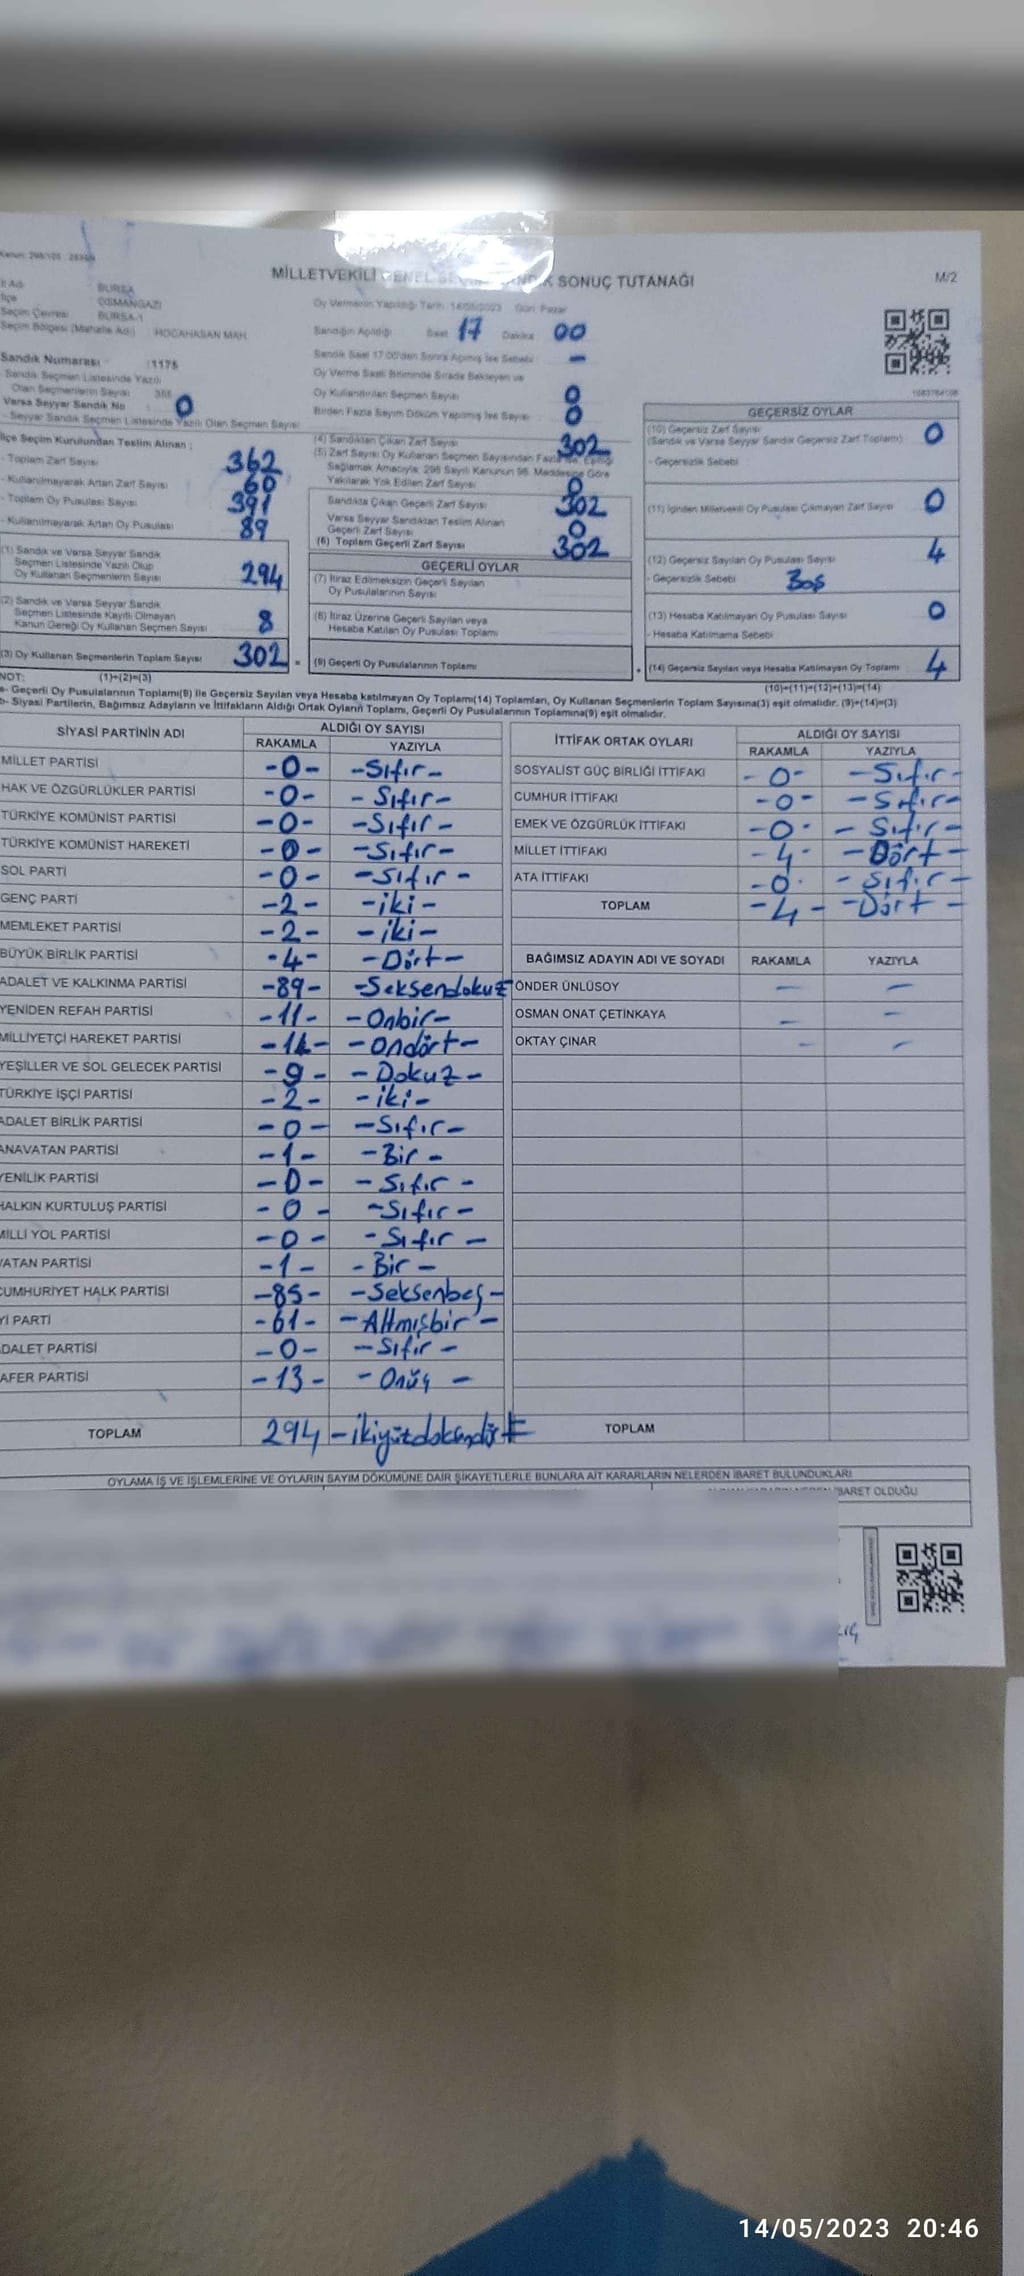 MİLLETVEKİLİ GENEL SONUÇ TUTANAĞI M/2
İl Adı BURSA
İlçe OSMANGAZİ
Seçim Çevresi BURSA-1
Seçim Bölgesi (Mahalle Adı) HOCAHASAN MAH.
Oy Vermenin Yapıldığı Tarih: 14/05/2023 Gün: Pazar
Sandığın Açıldığı Saat 17 Dakika 00
Sandık Saat 17:00'den Sonra Açılmış İse Sebebi -
Oy Verme Saati Bitiminde Sırada Bekleyen ve
Oy Kullandırılan Seçmen Sayısı 0
Birden Fazla Sayım Döküm Yapılmış İse Sayısı 0
Sandık Numarası 1175
Sandık Seçmen Listesinde Yazılı
Olan Seçmenlerin Sayısı
Varsa Seyyar Sandık No 0
Seyyar Sandık Seçmen Listesinde Yazılı Olan Seçmen Sayısı
İlçe Seçim Kurulundan Teslim Alınan ;
- Toplam Zarf Sayısı 362
- Kullanılmayarak Artan Zarf Sayısı 60
- Toplam Oy Pusulası Sayısı 391
- Kullanılmayarak Artan Oy Pusulası 89
(1) Sandık ve Varsa Seyyar Sandık
Seçmen Listesinde Yazılı Olup
Oy Kullanan Seçmenlerin Sayısı 294
(2) Sandık ve Varsa Seyyar Sandık
Seçmen Listesinde Kayıtlı Olmayan
Kanun Gereği Oy Kullanan Seçmen Sayısı 8
(3) Oy Kullanan Seçmenlerin Toplam Sayısı 302
(4) Sandıktan Çıkan Zarf Sayısı 302
(5) Zarf Sayısı Oy Kullanan Seçmen Sayısından Fazla İse, Eşitliği
Sağlamak Amacıyla, 298 Sayılı Kanunun 98. Maddesine Göre
Yakılarak Yok Edilen Zarf Sayısı 0
Sandıkta Çıkan Geçerli Zarf Sayısı 302
Varsa Seyyar Sandıktan Teslim Alınan
Geçerli Zarf Sayısı 0
(6) Toplam Geçerli Zarf Sayısı 302
GEÇERLİ OYLAR
(7) İtiraz Edilmeksizin Geçerli Sayılan
Oy Pusulalarının Sayısı
(8) İtiraz Üzerine Geçerli Sayılan veya
Hesaba Katılan Oy Pusulası Toplamı
(9) Geçerli Oy Pusulalarının Toplamı
GEÇERSİZ OYLAR
(10) Geçersiz Zarf Sayısı
(Sandık ve Varsa Seyyar Sandık Geçersiz Zarf Toplamı) 0
- Geçersizlik Sebebi
(11) İçinden Milletvekili Oy Pusulası Çıkmayan Zarf Sayısı 0
(12) Geçersiz Sayılan Oy Pusulası Sayısı 4
- Geçersizlik Sebebi Boş
(13) Hesaba Katılmayan Oy Pusulası Sayısı 0
- Hesaba Katılmama Sebebi
(14) Geçersiz Sayılan veya Hesaba Katılmayan Oy Toplamı 4
NOT: (1)+(2)=(3) (10)+(11)+(12)+(13)=(14)
a- Geçerli Oy Pusulalarının Toplamı(9) ile Geçersiz Sayılan veya Hesaba katılmayan Oy Toplamı(14) Toplamları, Oy Kullanan Seçmenlerin Toplam Sayısına(3) eşit olmalıdır. (9)+(14)=(3)
b- Siyasi Partilerin, Bağımsız Adayların ve İttifakların Aldığı Ortak Oyların Toplamı, Geçerli Oy Pusulalarının Toplamına(9) eşit olmalıdır.
SİYASİ PARTİNİN ADI ALDIĞI OY SAYISI
RAKAMLA YAZIYLA
MİLLET PARTİSİ -0- -Sıfır-
HAK VE ÖZGÜRLÜKLER PARTİSİ -0- -Sıfır-
TÜRKİYE KOMÜNİST PARTİSİ -0- -Sıfır-
TÜRKİYE KOMÜNİST HAREKETİ -0- -Sıfır-
SOL PARTİ -0- -Sıfır-
GENÇ PARTİ -2- -iki-
MEMLEKET PARTİSİ -2- -iki-
BÜYÜK BİRLİK PARTİSİ -4- -Dört-
ADALET VE KALKINMA PARTİSİ -89- -Seksendokuz
YENİDEN REFAH PARTİSİ -11- -Onbir-
MİLLİYETÇİ HAREKET PARTİSİ -14- -Ondört-
YEŞİLLER VE SOL GELECEK PARTİSİ -9- -Dokuz-
TÜRKİYE İŞÇİ PARTİSİ -2- -iki-
ADALET BİRLİK PARTİSİ -0- -Sıfır-
ANAVATAN PARTİSİ -1- -Bir-
YENİLİK PARTİSİ -0- -Sıfır-
HALKIN KURTULUŞ PARTİSİ -0- -Sıfır-
MİLLİ YOL PARTİSİ -0- -Sıfır-
VATAN PARTİSİ -1- -Bir-
CUMHURİYET HALK PARTİSİ -85- -Seksenbeş-
İYİ PARTİ -61- -Altmışbir-
ADALET PARTİSİ -0- -Sıfır-
ZAFER PARTİSİ -13- -Onüç-
TOPLAM 294 -ikiyüzdoksandört
İTTİFAK ORTAK OYLARI ALDIĞI OY SAYISI
RAKAMLA YAZIYLA
SOSYALİST GÜÇ BİRLİĞİ İTTİFAKI -0- -Sıfır-
CUMHUR İTTİFAKI -0- -Sıfır-
EMEK VE ÖZGÜRLÜK İTTİFAKI -0- -Sıfır-
MİLLET İTTİFAKI -4- -Dört-
ATA İTTİFAKI -0- -Sıfır-
TOPLAM -4- -Dört-
BAĞIMSIZ ADAYIN ADI VE SOYADI RAKAMLA YAZIYLA
ÖNDER ÜNLÜSOY - -
OSMAN ONAT ÇETİNKAYA - -
OKTAY ÇINAR - -
TOPLAM
OYLAMA İŞ VE İŞLEMLERİNE VE OYLARIN SAYIM DÖKÜMÜNE DAİR ŞİKAYETLERLE BUNLARA AİT KARARLARIN NELERDEN İBARET BULUNDUKLARI
İBARET OLDUĞU
14/05/2023 20:46